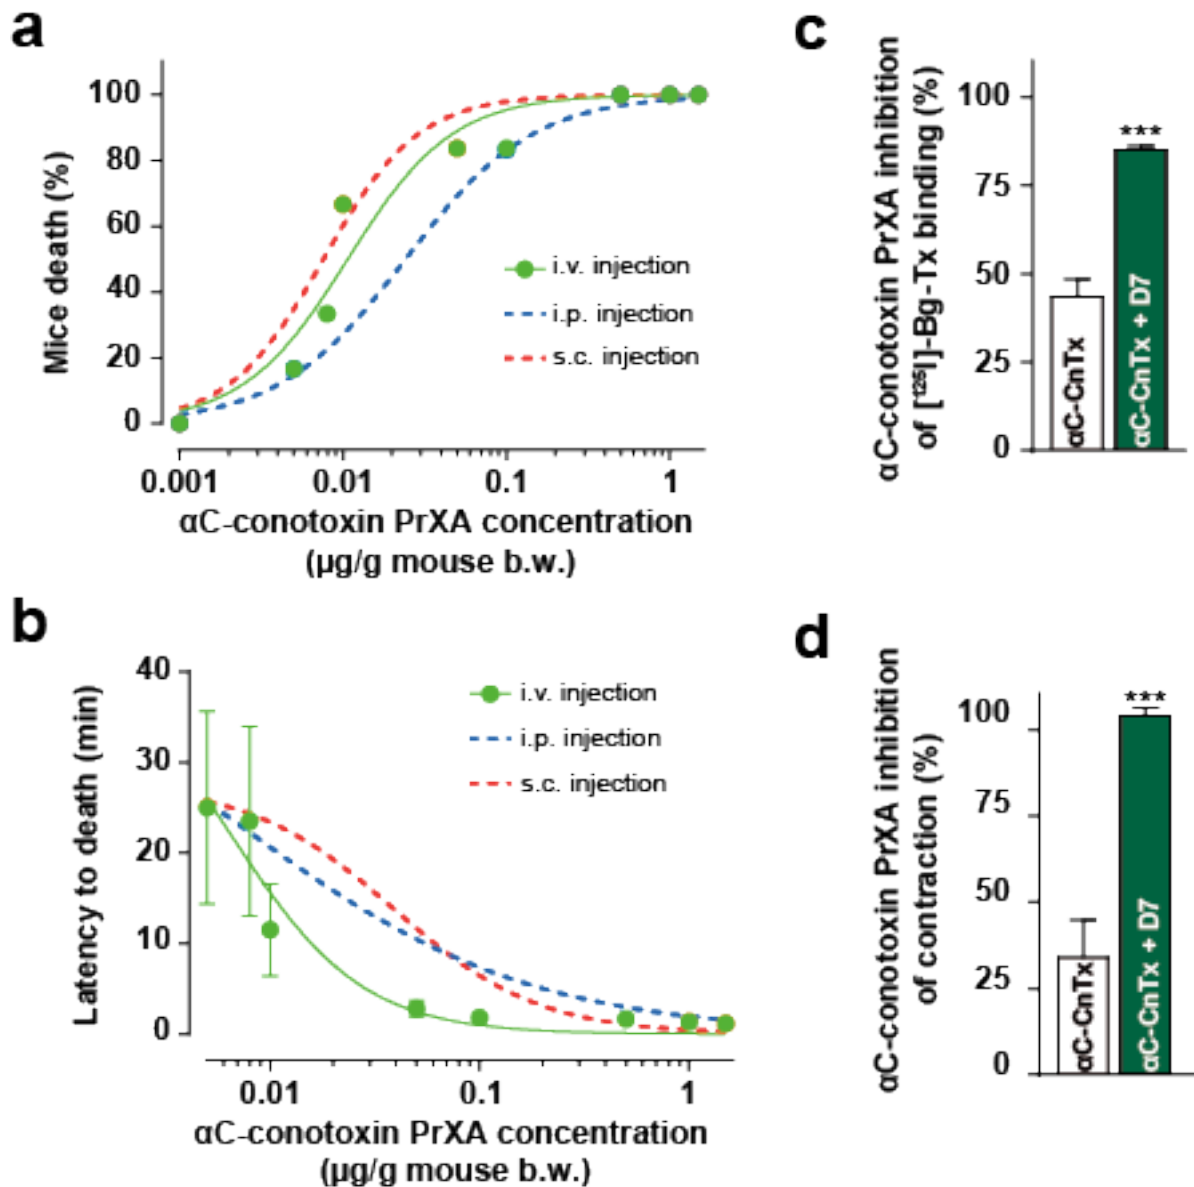 a
Mice death (%)
100
80
60
40
20
0
i.v. injection
i.p. injection
s.c. injection
0.001 0.01 0.1 1
αC-conotoxin PrXA concentration
(µg/g mouse b.w.)
b
Latency to death (min)
40
30
20
10
0
i.v. injection
i.p. injection
s.c. injection
0.01 0.1 1
αC-conotoxin PrXA concentration
(µg/g mouse b.w.)
c
αC-conotoxin PrXA inhibition
of [¹²⁵I]-Bg-Tx binding (%)
100
75
50
25
0
***
αC-CnTx
αC-CnTx + D7
d
αC-conotoxin PrXA inhibition
of contraction (%)
100
75
50
25
0
***
αC-CnTx
αC-CnTx + D7